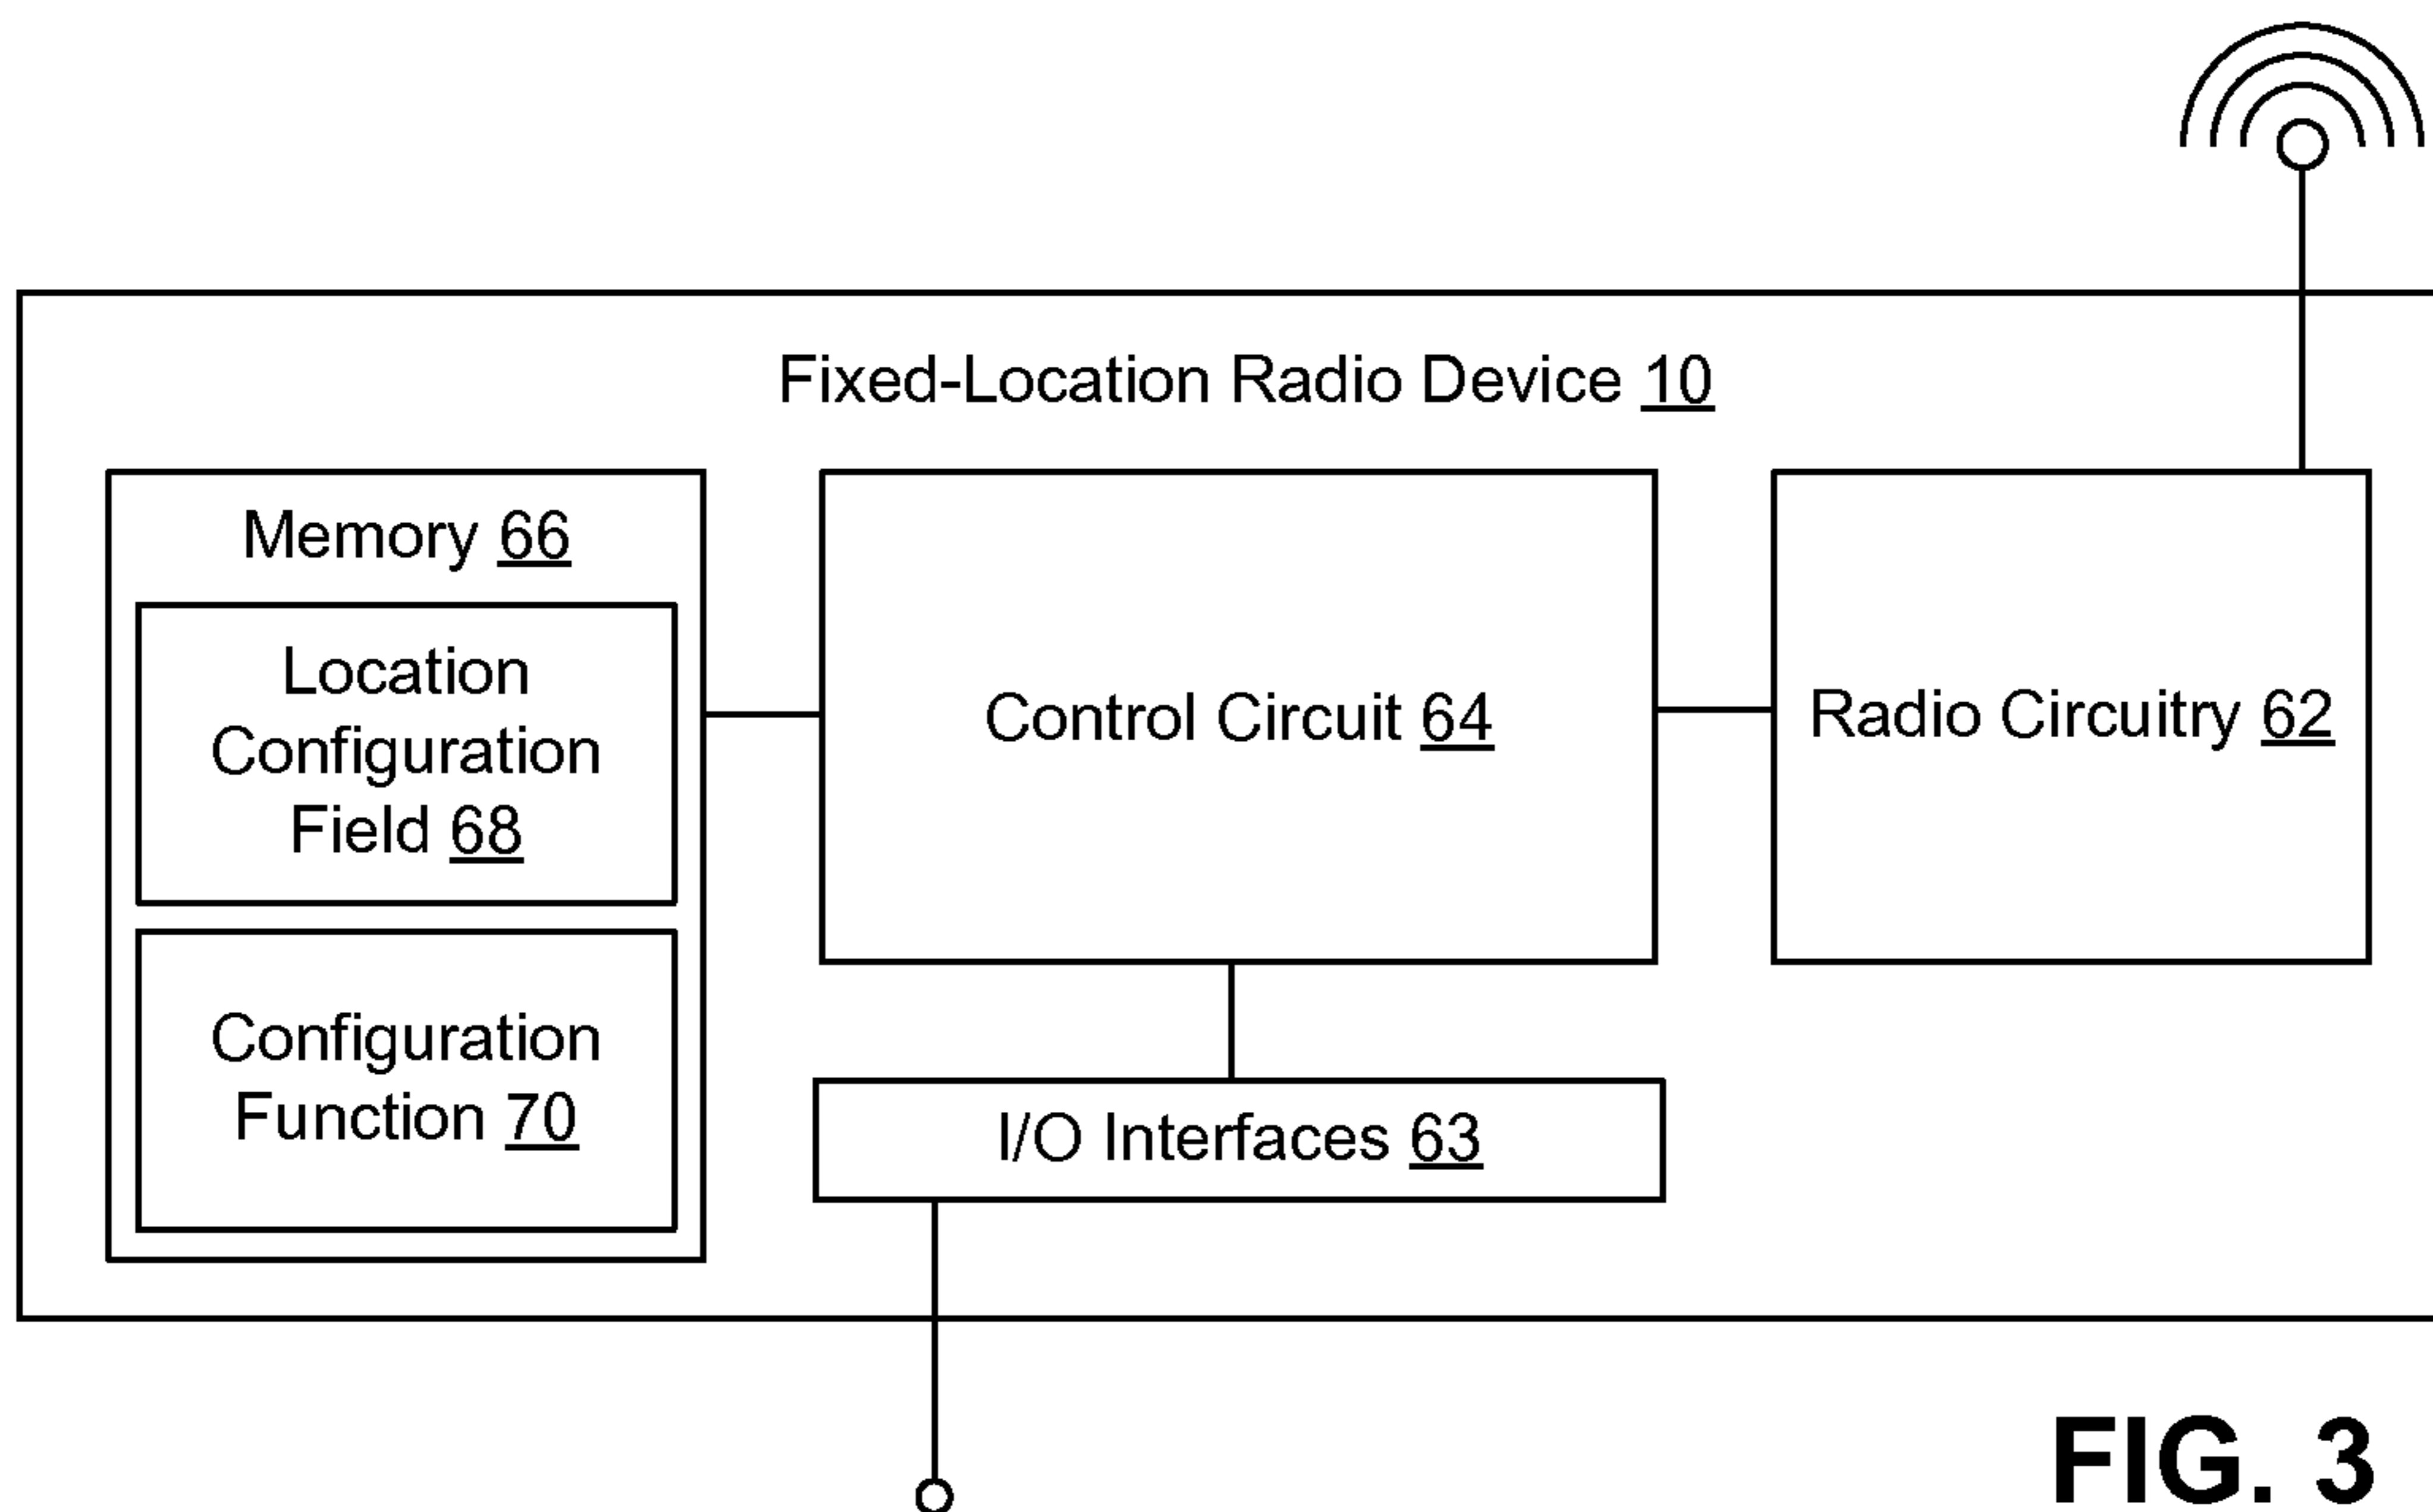 Fixed-Location Radio Device 10
Memory 66
Location
Configuration
Field 68
Configuration
Function 70
Control Circuit 64
Radio Circuitry 62
I/O Interfaces 63
FIG. 3